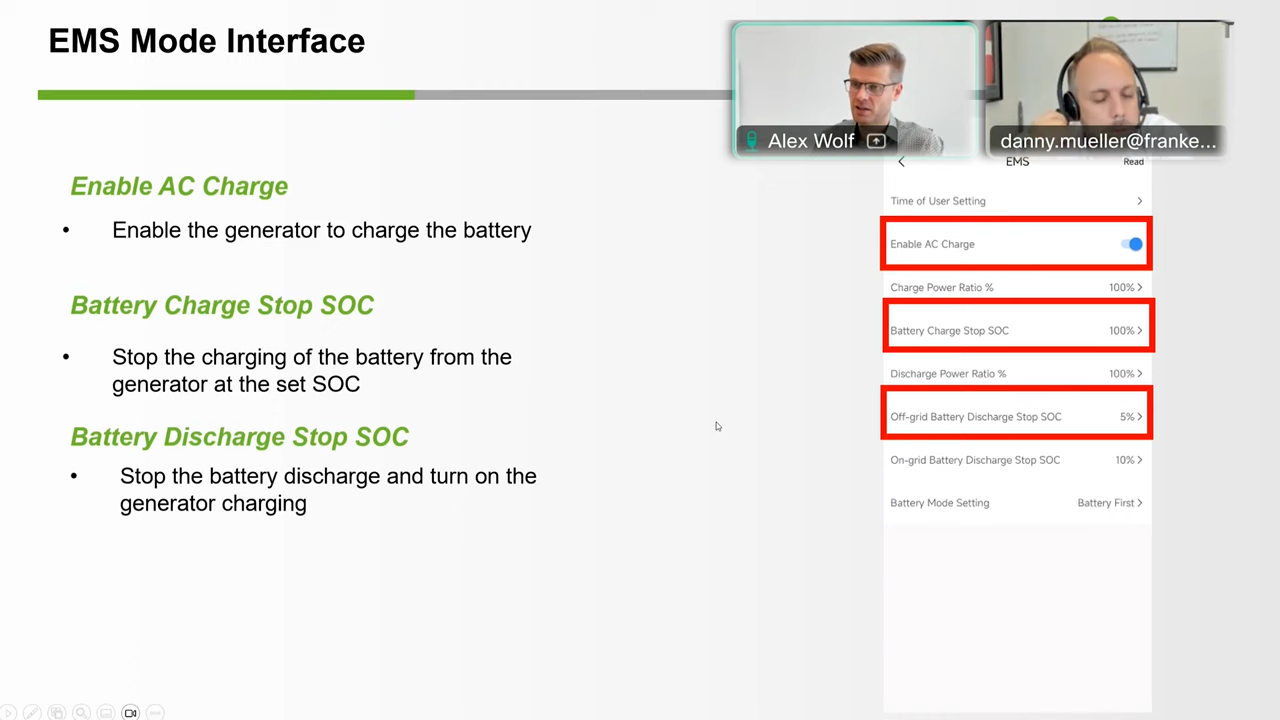 EMS Mode Interface
Alex Wolf
danny.mueller@franke...
Enable AC Charge
• Enable the generator to charge the battery
Battery Charge Stop SOC
• Stop the charging of the battery from the
generator at the set SOC
Battery Discharge Stop SOC
• Stop the battery discharge and turn on the
generator charging
EMS
Read
Time of User Setting
Enable AC Charge
Charge Power Ratio % 100%
Battery Charge Stop SOC 100%
Discharge Power Ratio % 100%
Off-grid Battery Discharge Stop SOC 5%
On-grid Battery Discharge Stop SOC 10%
Battery Mode Setting Battery First